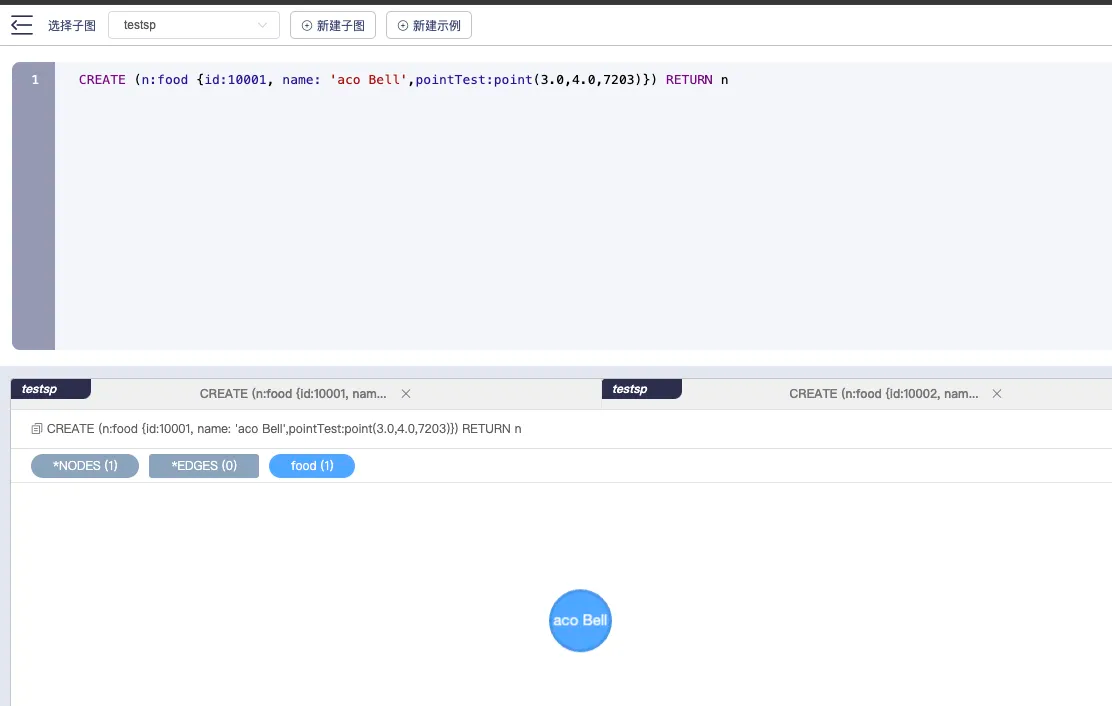 选择子图 testsp 新建子图 新建示例
1 CREATE (n:food {id:10001, name: 'aco Bell',pointTest:point(3.0,4.0,7203)}) RETURN n
testsp CREATE (n:food {id:10001, nam... testsp CREATE (n:food {id:10002, nam...
CREATE (n:food {id:10001, name: 'aco Bell',pointTest:point(3.0,4.0,7203)}) RETURN n
*NODES (1) *EDGES (0) food (1)
aco Bell